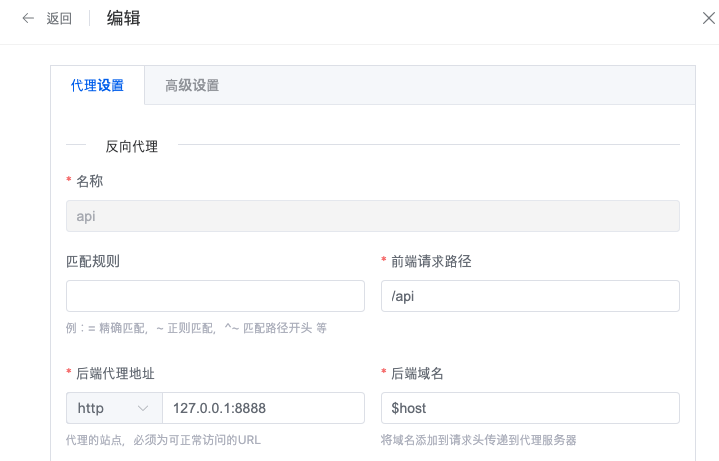 ← 返回 编辑
代理设置 高级设置
反向代理
* 名称
api
匹配规则 * 前端请求路径
/api
例：= 精确匹配，~ 正则匹配，^~ 匹配路径开头 等
* 后端代理地址 * 后端域名
http 127.0.0.1:8888 $host
代理的站点，必须为可正常访问的URL 将域名添加到请求头传递到代理服务器